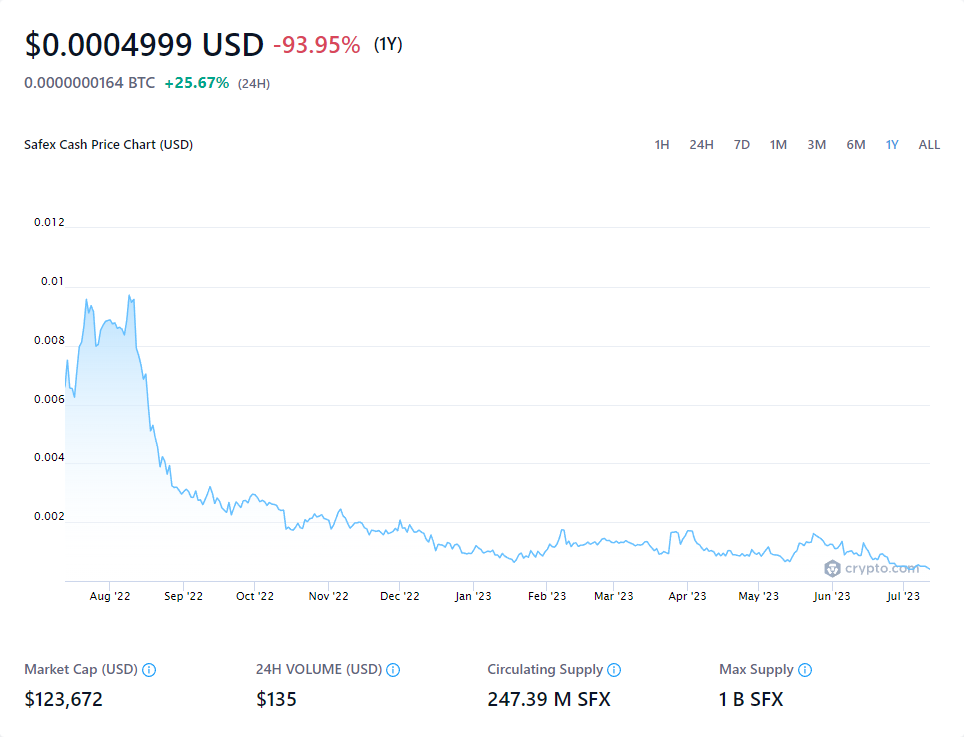 $0.0004999 USD -93.95% (1Y)
0.0000000164 BTC +25.67% (24H)
Safex Cash Price Chart (USD) 1H 24H 7D 1M 3M 6M 1Y ALL
0.012
0.01
0.008
0.006
0.004
0.002
crypto.com
Aug '22 Sep '22 Oct '22 Nov '22 Dec '22 Jan '23 Feb '23 Mar '23 Apr '23 May '23 Jun '23 Jul '23
Market Cap (USD) 24H VOLUME (USD) Circulating Supply Max Supply
$123,672 $135 247.39 M SFX 1 B SFX